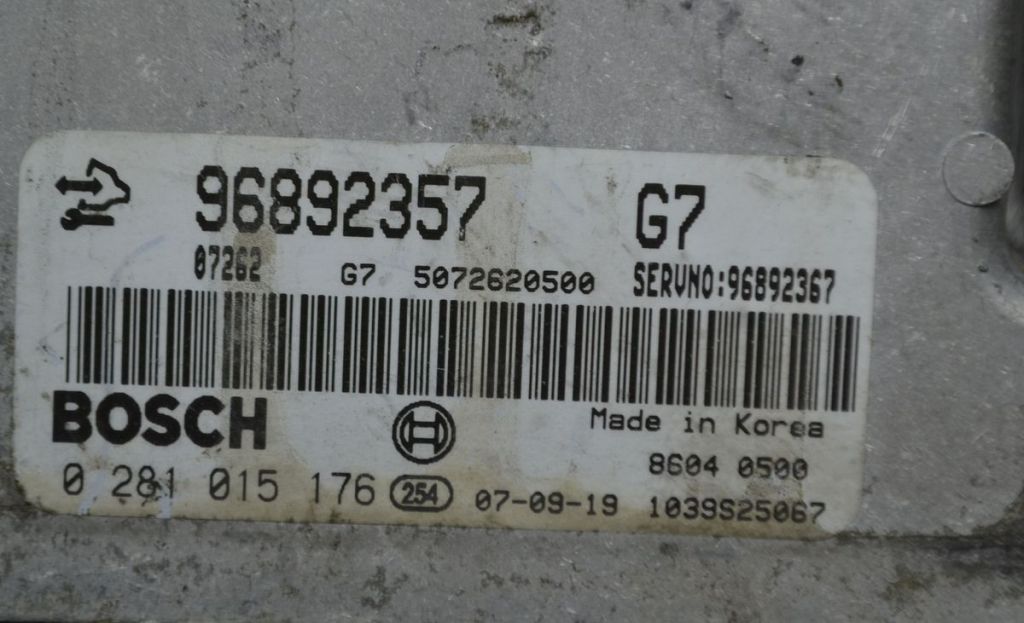 96892357 G7
07262 G7 5072620500 SERVNO:96892367
BOSCH
Made in Korea
8604 0500
0 281 015 176 254 07-09-19 1039S25067